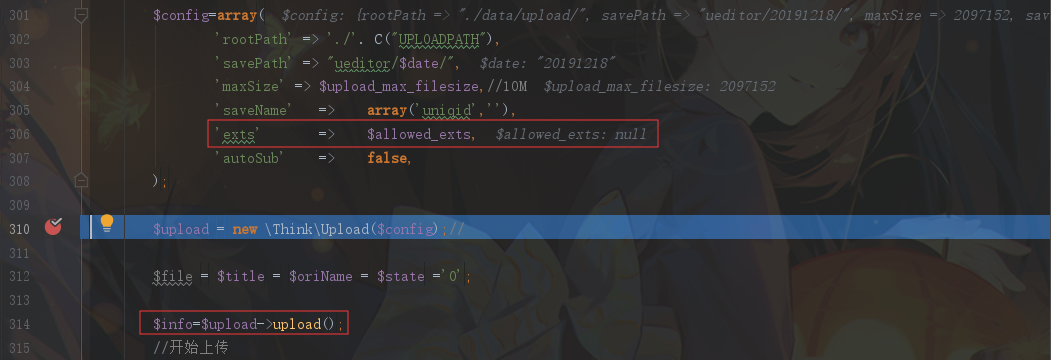 301 $config=array( $config: {rootPath => "./data/upload/", savePath => "ueditor/20191218/", maxSize => 2097152, sav
302 'rootPath' => './'. C("UPLOADPATH"),
303 'savePath' => "ueditor/$date/", $date: "20191218"
304 'maxSize' => $upload_max_filesize,//10M $upload_max_filesize: 2097152
305 'saveName' => array('uniqid',''),
306 'exts' => $allowed_exts, $allowed_exts: null
307 'autoSub' => false,
308 );
309
310 $upload = new \Think\Upload($config);//
311
312 $file = $title = $oriName = $state ='0';
313
314 $info=$upload->upload();
315 //开始上传